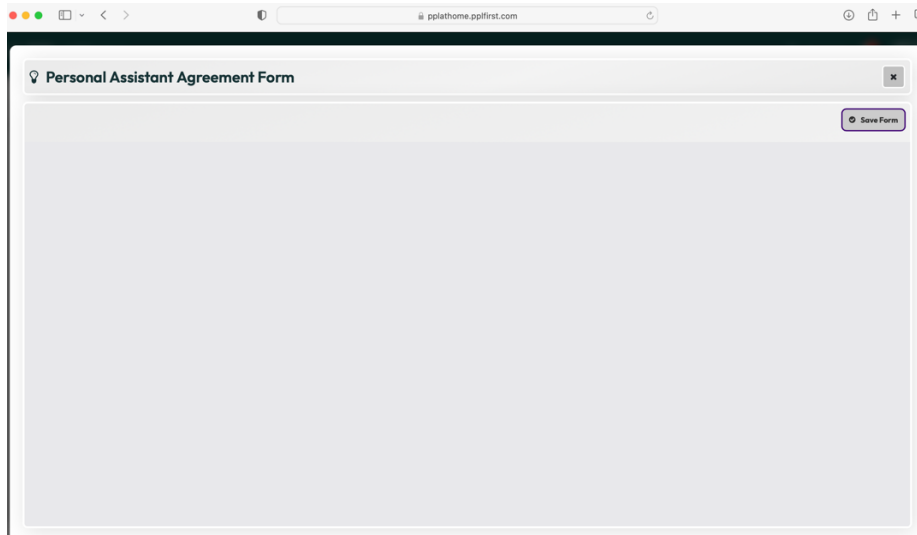 pplathome.pplfirst.com
Personal Assistant Agreement Form
Save Form